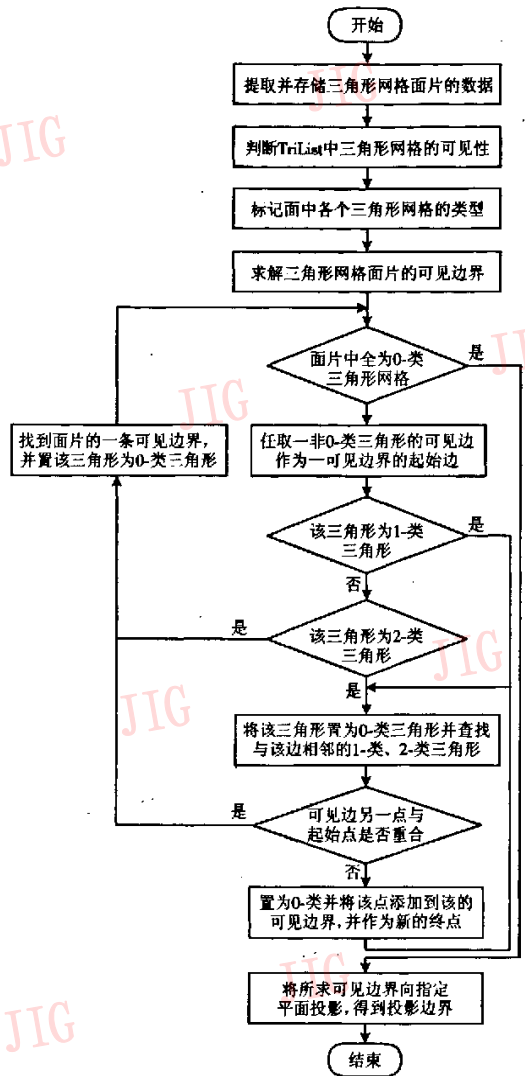 开始
提取并存储三角形网格面片的数据
判断TriList中三角形网格的可见性
标记面中各个三角形网格的类型
求解三角形网格面片的可见边界
面片中全为0-类
三角形网格
是
找到面片的一条可见边界,
并置该三角形为0-类三角形
任取一非0-类三角形的可见边
作为一可见边界的起始边
该三角形为1-类
三角形
是
否
该三角形为2-类
三角形
是
是
将该三角形置为0-类三角形并查找
与该边相邻的1-类、2-类三角形
可见边另一点与
起始点是否重合
是
否
置为0-类并将该点添加到该的
可见边界,并作为新的终点
将所求可见边界向指定
平面投影,得到投影边界
结束
JIG
JIG
JIG
JIG
JIG
JIG
JIG
JIG